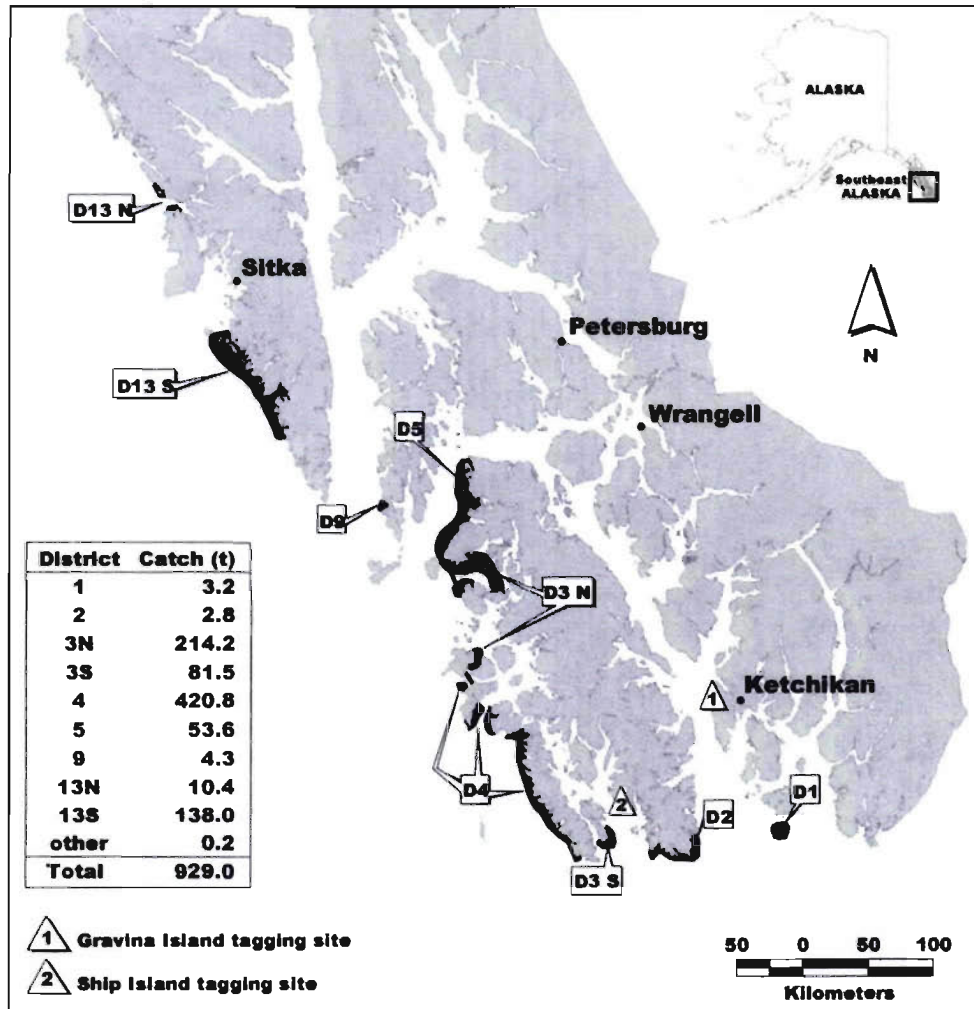 ALASKA
Southeast
ALASKA
D13 N
Sitka
N
Petersburg
D13 S
Wrangell
D5
D9
D3 N
District Catch (t)
1 3.2
2 2.8
3N 214.2
3S 81.5
4 420.8
5 53.6
9 4.3
13N 10.4
13S 138.0
other 0.2
Total 929.0
1
Ketchikan
D4
2
D2
D1
D3 S
1 Gravina Island tagging site
2 Ship Island tagging site
50 0 50 100
Kilometers